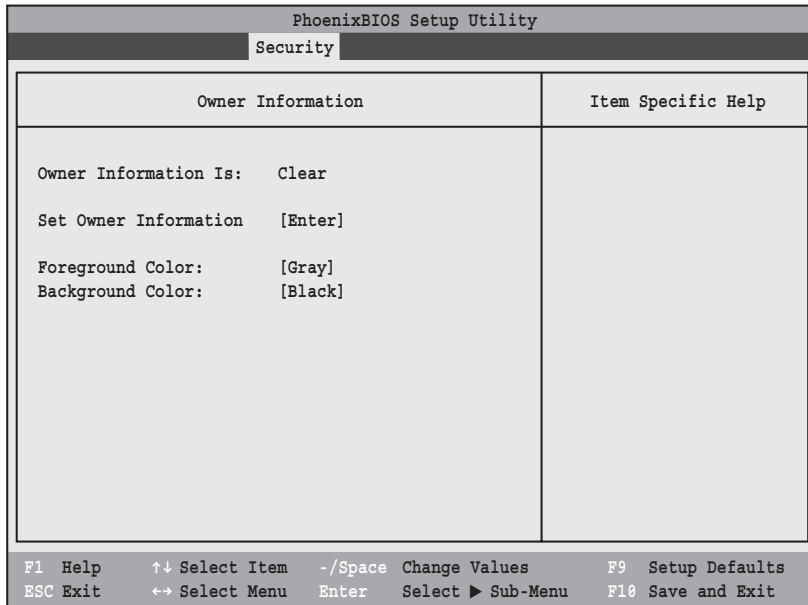 PhoenixBIOS Setup Utility
Security
Owner Information
Item Specific Help
Owner Information Is: Clear
Set Owner Information [Enter]
Foreground Color: [Gray]
Background Color: [Black]
F1 Help ↑↓ Select Item -/Space Change Values F9 Setup Defaults
ESC Exit ←→ Select Menu Enter Select ▶ Sub-Menu F10 Save and Exit